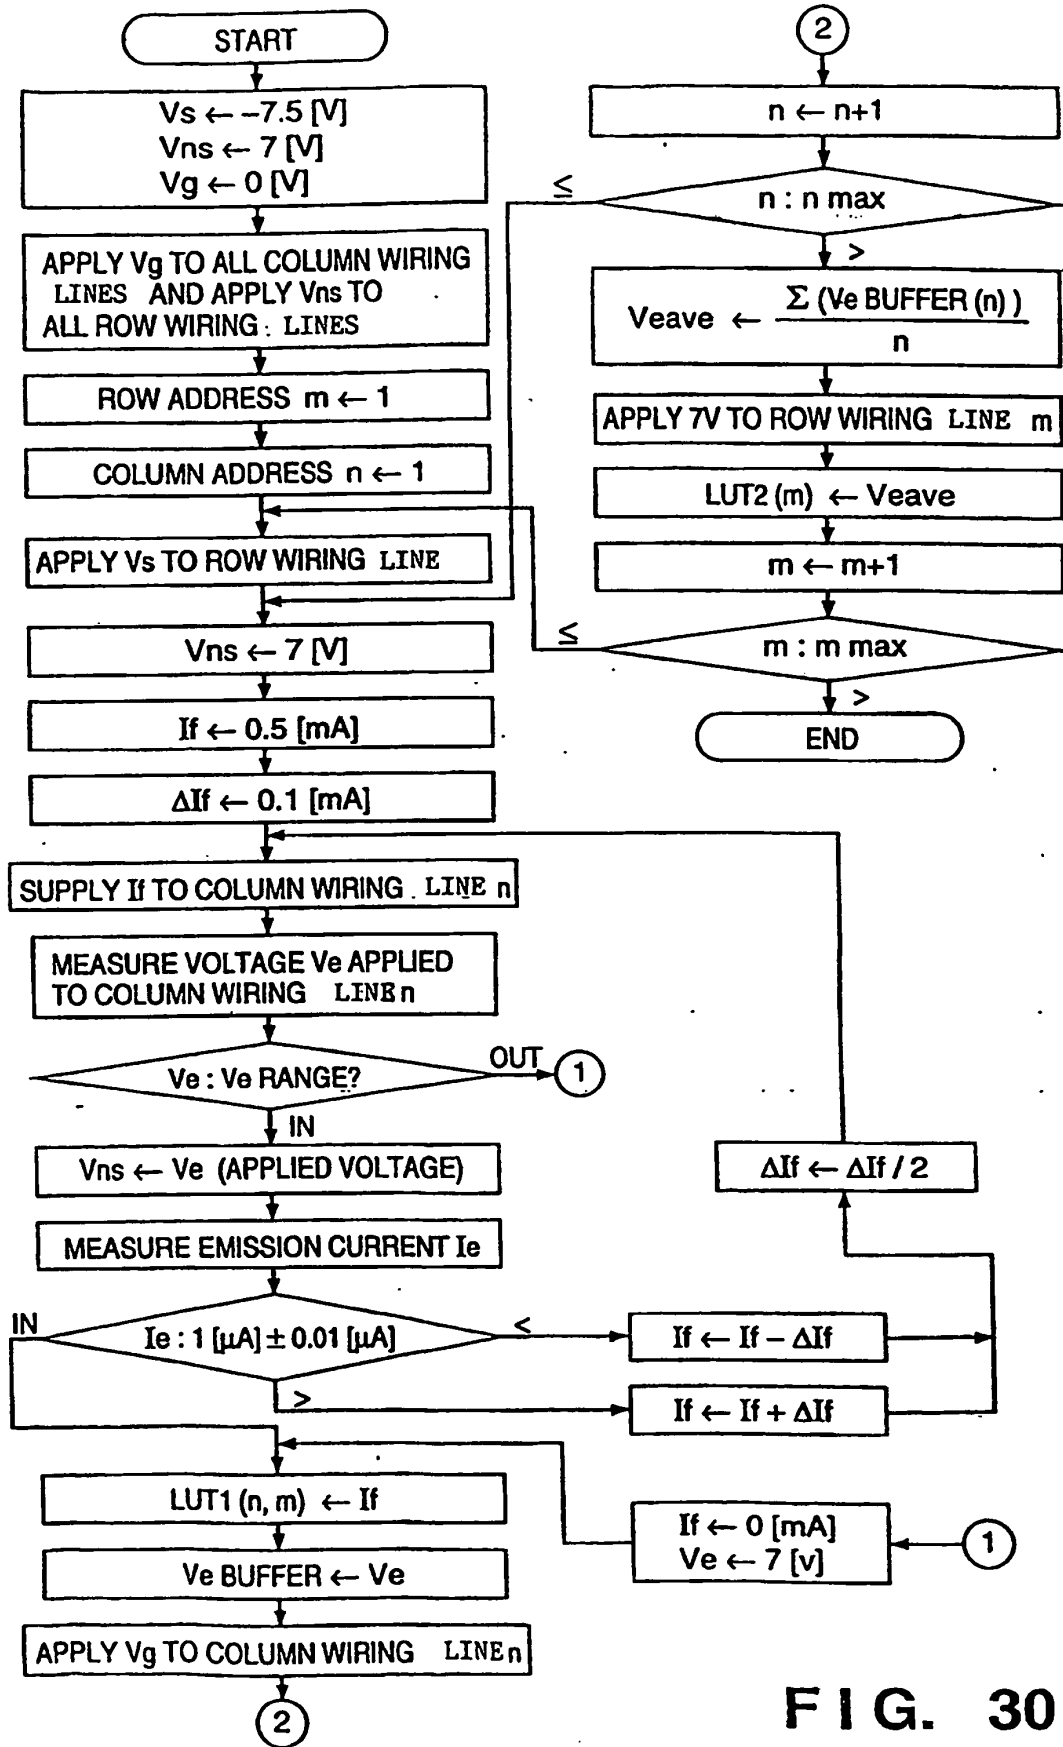 START
Vs ← −7.5 [V]
Vns ← 7 [V]
Vg ← 0 [V]
APPLY Vg TO ALL COLUMN WIRING
LINES AND APPLY Vns TO
ALL ROW WIRING LINES
ROW ADDRESS m ← 1
COLUMN ADDRESS n ← 1
APPLY Vs TO ROW WIRING LINE
Vns ← 7 [V]
If ← 0.5 [mA]
ΔIf ← 0.1 [mA]
SUPPLY If TO COLUMN WIRING LINE n
MEASURE VOLTAGE Ve APPLIED
TO COLUMN WIRING LINE n
Ve : Ve RANGE?
OUT
1
IN
Vns ← Ve (APPLIED VOLTAGE)
MEASURE EMISSION CURRENT Ie
IN
Ie : 1 [μA] ± 0.01 [μA]
<
>
If ← If − ΔIf
If ← If + ΔIf
ΔIf ← ΔIf / 2
LUT1 (n, m) ← If
Ve BUFFER ← Ve
APPLY Vg TO COLUMN WIRING LINE n
2
If ← 0 [mA]
Ve ← 7 [v]
1
2
n ← n+1
≤
n : n max
>
Veave ← Σ (Ve BUFFER (n) )
n
APPLY 7V TO ROW WIRING LINE m
LUT2 (m) ← Veave
m ← m+1
≤
m : m max
>
END
FIG. 30